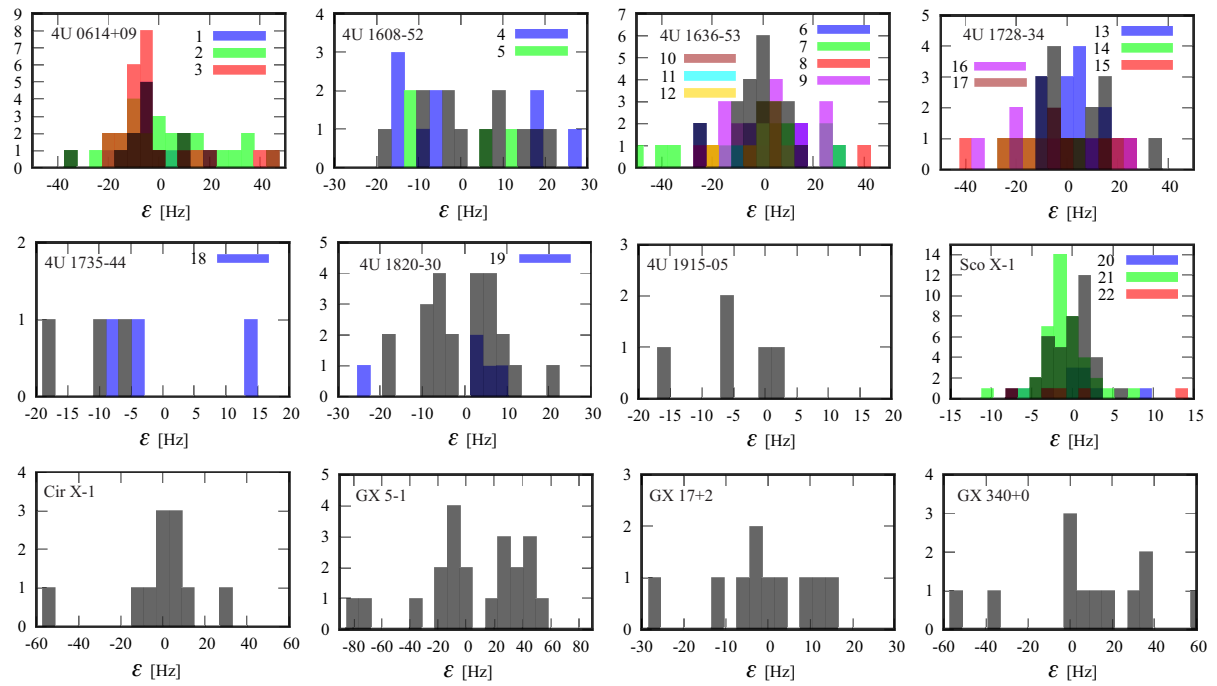 4U 0614+09
1
2
3
9
8
7
6
5
4
3
2
1
0
-40 -20 0 20 40
ℰ [Hz]
4U 1608-52
4
5
4
3
2
1
0
-30 -20 -10 0 10 20 30
ℰ [Hz]
4U 1636-53
6
7
8
9
10
11
12
7
6
5
4
3
2
1
0
-40 -20 0 20 40
ℰ [Hz]
4U 1728-34
13
14
15
16
17
5
4
3
2
1
0
-40 -20 0 20 40
ℰ [Hz]
4U 1735-44
18
2
1
0
-20 -15 -10 -5 0 5 10 15 20
ℰ [Hz]
4U 1820-30
19
5
4
3
2
1
0
-30 -20 -10 0 10 20 30
ℰ [Hz]
4U 1915-05
3
2
1
0
-20 -15 -10 -5 0 5 10 15 20
ℰ [Hz]
Sco X-1
20
21
22
14
12
10
8
6
4
2
0
-15 -10 -5 0 5 10 15
ℰ [Hz]
Cir X-1
4
3
2
1
0
-60 -40 -20 0 20 40 60
ℰ [Hz]
GX 5-1
5
4
3
2
1
0
-80 -60 -40 -20 0 20 40 60 80
ℰ [Hz]
GX 17+2
3
2
1
0
-30 -20 -10 0 10 20 30
ℰ [Hz]
GX 340+0
4
3
2
1
0
-60 -40 -20 0 20 40 60
ℰ [Hz]